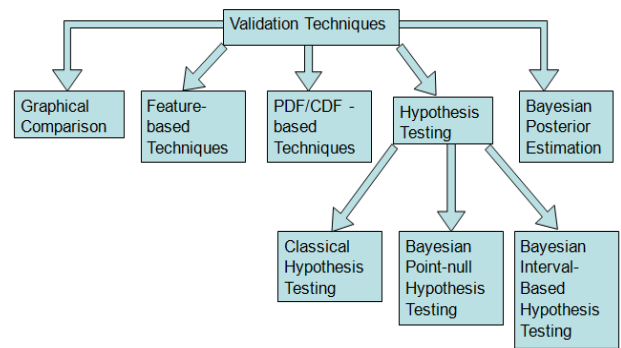 Validation Techniques
Graphical
Comparison
Feature-
based
Techniques
PDF/CDF -
based
Techniques
Hypothesis
Testing
Bayesian
Posterior
Estimation
Classical
Hypothesis
Testing
Bayesian
Point-null
Hypothesis
Testing
Bayesian
Interval-
Based
Hypothesis
Testing